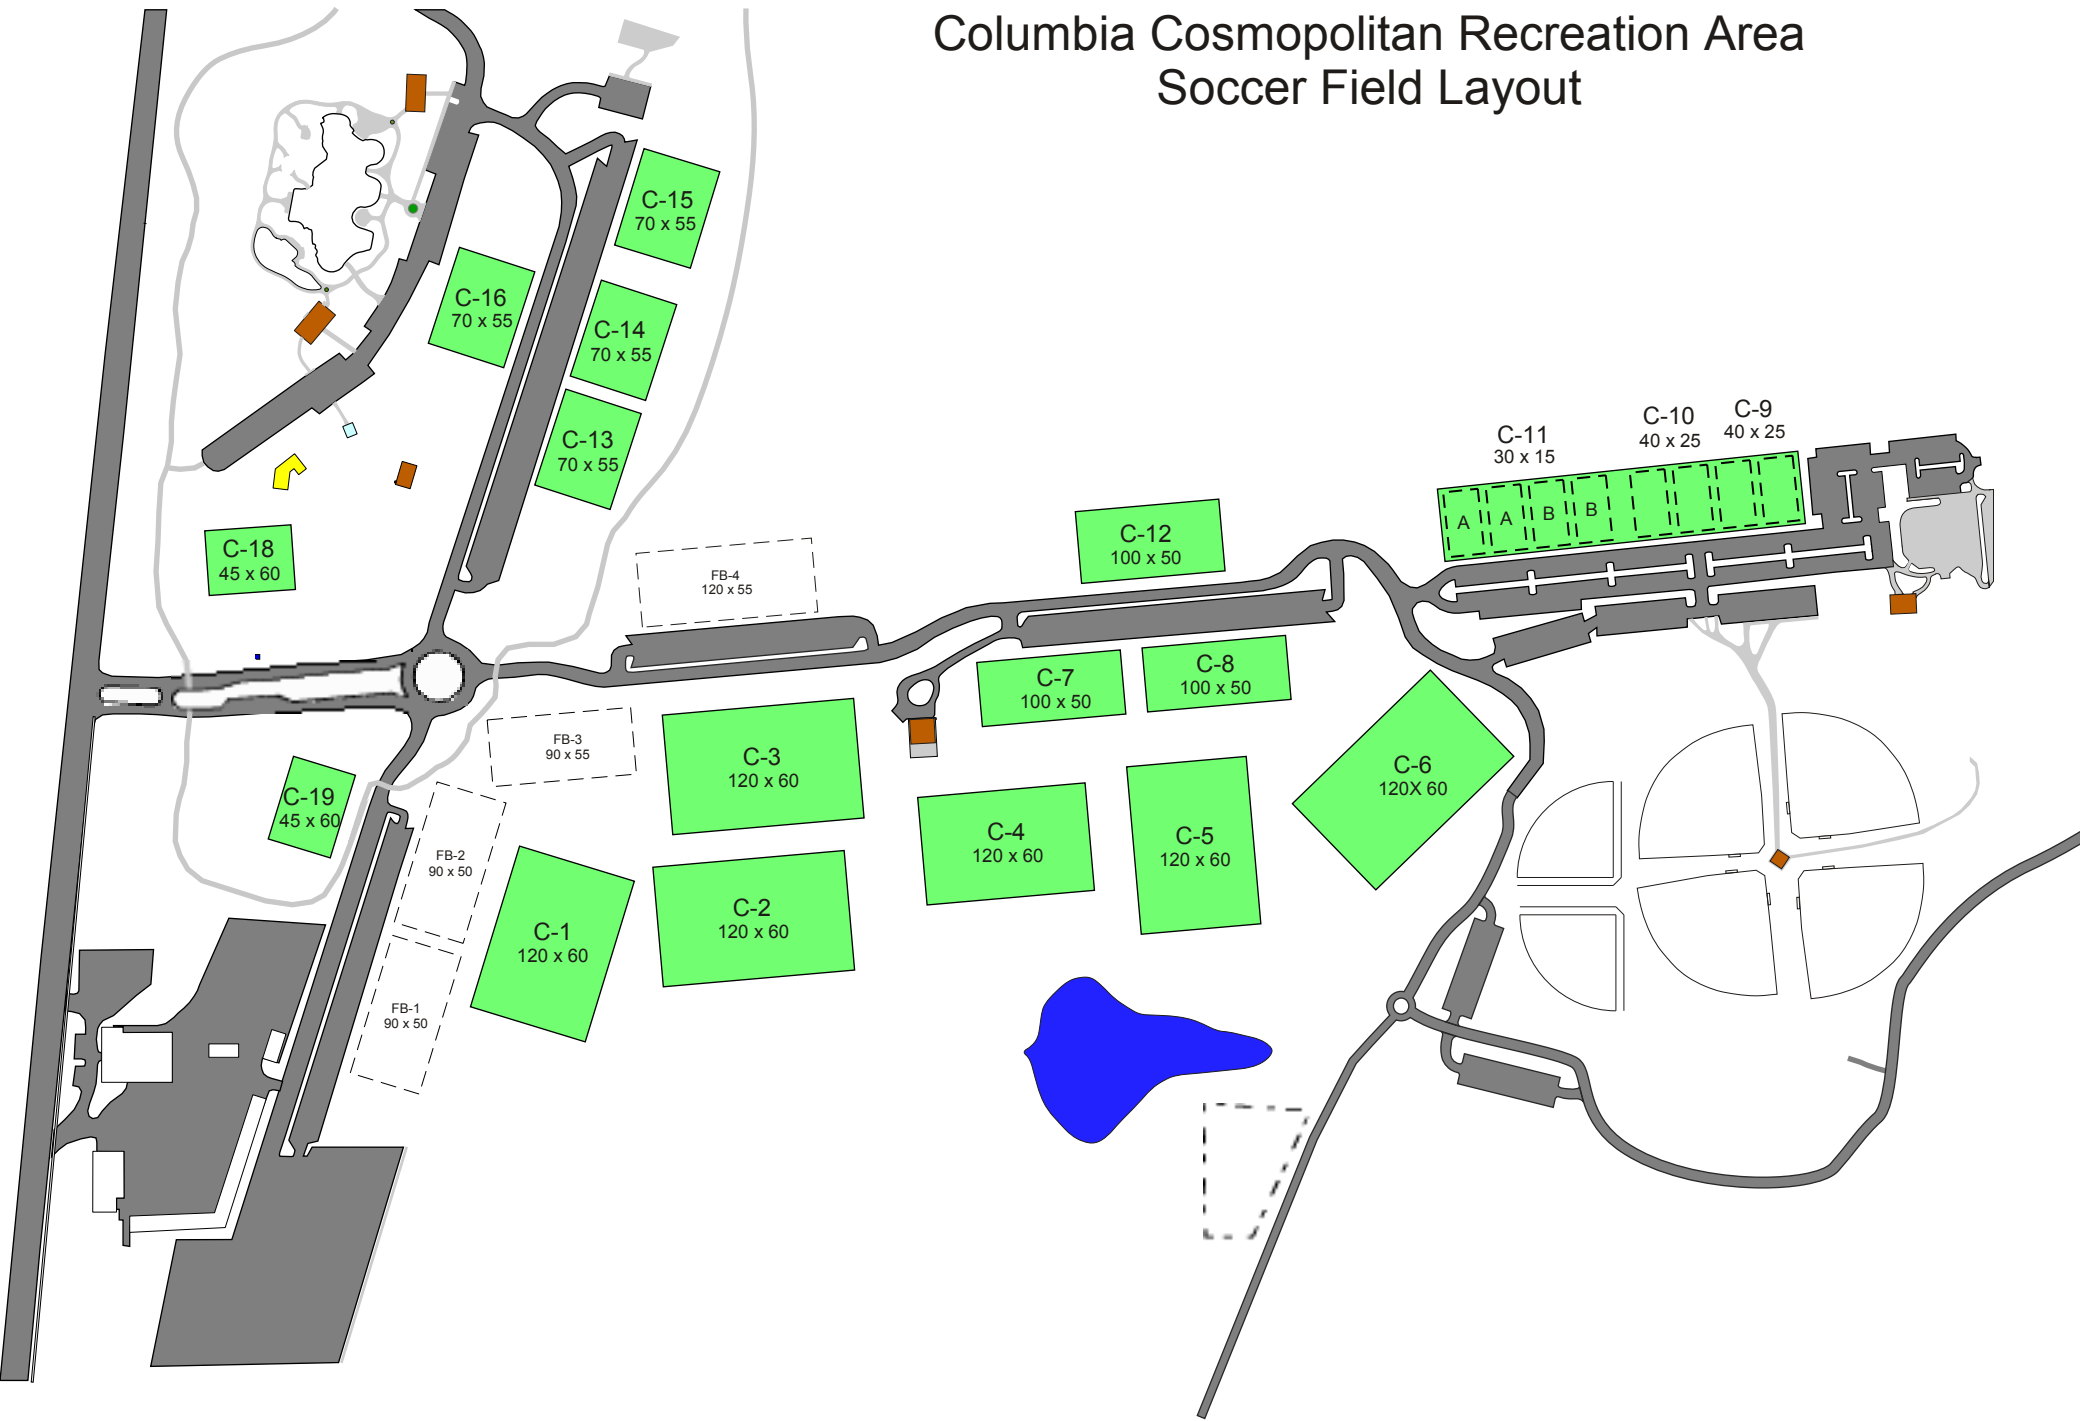 Columbia Cosmopolitan Recreation Area
Soccer Field Layout
C-15
70 x 55
C-16
70 x 55
C-14
70 x 55
C-13
70 x 55
C-11
30 x 15
C-10
40 x 25
C-9
40 x 25
A
A
B
B
C-12
100 x 50
C-18
45 x 60
FB-4
120 x 55
C-7
100 x 50
C-8
100 x 50
FB-3
90 x 55
C-3
120 x 60
C-6
120X 60
C-19
45 x 60
C-4
120 x 60
C-5
120 x 60
FB-2
90 x 50
C-1
120 x 60
C-2
120 x 60
FB-1
90 x 50